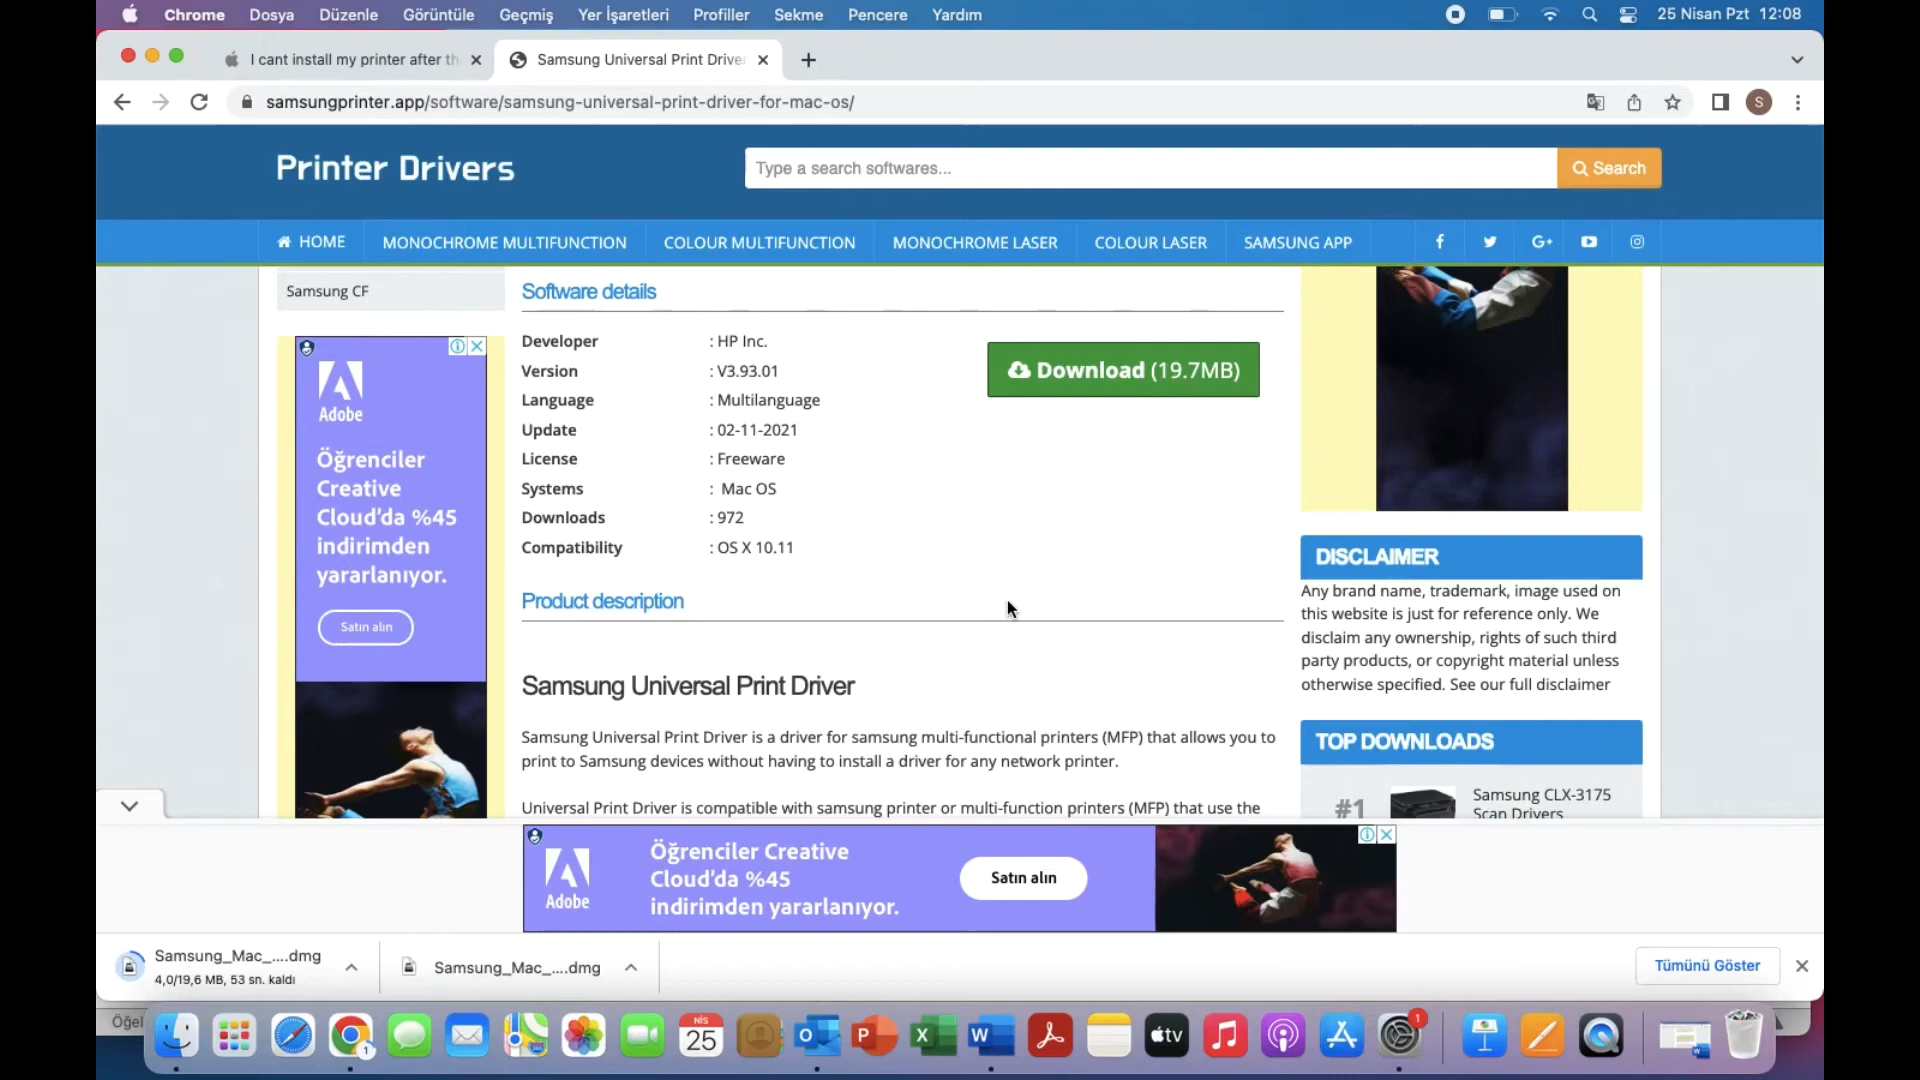 Chrome Dosya Düzenle Görüntüle Geçmiş Yer İşaretleri Profiller Sekme Pencere Yardım 25 Nisan Pzt 12:08
I cant install my printer after th
Samsung Universal Print Driver
samsungprinter.app/software/samsung-universal-print-driver-for-mac-os/
S
Printer Drivers
Type a search softwares...
Search
HOME MONOCHROME MULTIFUNCTION COLOUR MULTIFUNCTION MONOCHROME LASER COLOUR LASER SAMSUNG APP
Samsung CF
Adobe
Öğrenciler
Creative
Cloud'da %45
indirimden
yararlanıyor.
Satın alın
Software details
Developer : HP Inc.
Version : V3.93.01
Language : Multilanguage
Update : 02-11-2021
License : Freeware
Systems : Mac OS
Downloads : 972
Compatibility : OS X 10.11
Download (19.7MB)
Product description
Samsung Universal Print Driver
Samsung Universal Print Driver is a driver for samsung multi-functional printers (MFP) that allows you to
print to Samsung devices without having to install a driver for any network printer.
Universal Print Driver is compatible with samsung printer or multi-function printers (MFP) that use the
DISCLAIMER
Any brand name, trademark, image used on
this website is just for reference only. We
disclaim any ownership, rights of such third
party products, or copyright material unless
otherwise specified. See our full disclaimer
TOP DOWNLOADS
#1
Samsung CLX-3175
Scan Drivers
Adobe
Öğrenciler Creative
Cloud'da %45
indirimden yararlanıyor.
Satın alın
Samsung_Mac_....dmg
4,0/19,6 MB, 53 sn. kaldı
Samsung_Mac_....dmg
Tümünü Göster
Öğel
1
NİS
25
tv
1